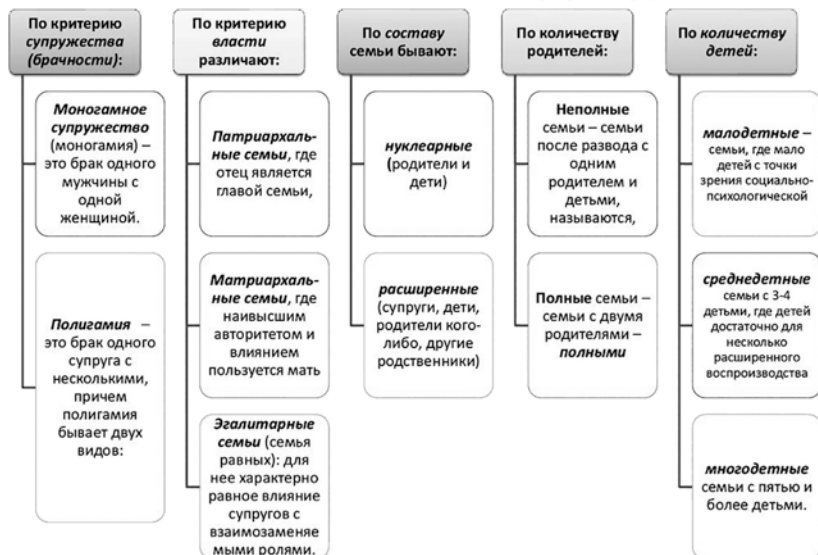 По критерию
супружества
(брачности):
Моногамное
супружество
(моногамия) –
это брак одного
мужчины с
одной
женщиной.
Полигамия –
это брак одного
супруга с
несколькими,
причем
полигамия
бывает двух
видов:
По критерию
власти
различают:
Патриархаль-
ные семьи, где
отец является
главой семьи,
Матриархаль-
ные семьи, где
наивысшим
авторитетом и
влиянием
пользуется мать
Эгалитарные
семьи (семья
равных): для
нее характерно
равное влияние
супругов с
взаимозаменяе
мыми ролями.
По составу
семьи бывают:
нуклеарные
(родители и
дети)
расширенные
(супруги, дети,
родители кого-
либо, другие
родственники)
По количеству
родителей:
Неполные
семьи – семьи
после развода с
одним
родителем и
детьми,
называются,
Полные семьи –
семьи с двумя
родителями –
полными
По количеству
детей:
малодетные –
семьи, где мало
детей с точки
зрения социально-
психологической
среднедетные
семьи с 3-4
детьми, где детей
достаточно для
несколько
расширенного
воспроизводства
многодетные
семьи с пятью и
более детьми.